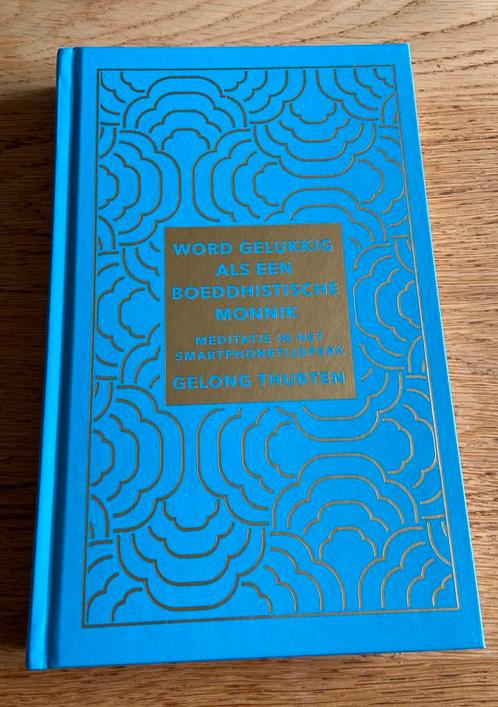 WORD GELUKKIG
ALS EEN
BOEDDHISTISCHE
MONNIK
MEDITATIE IN HET
SMARTPHONETIJDPERK
GELONG THUBTEN